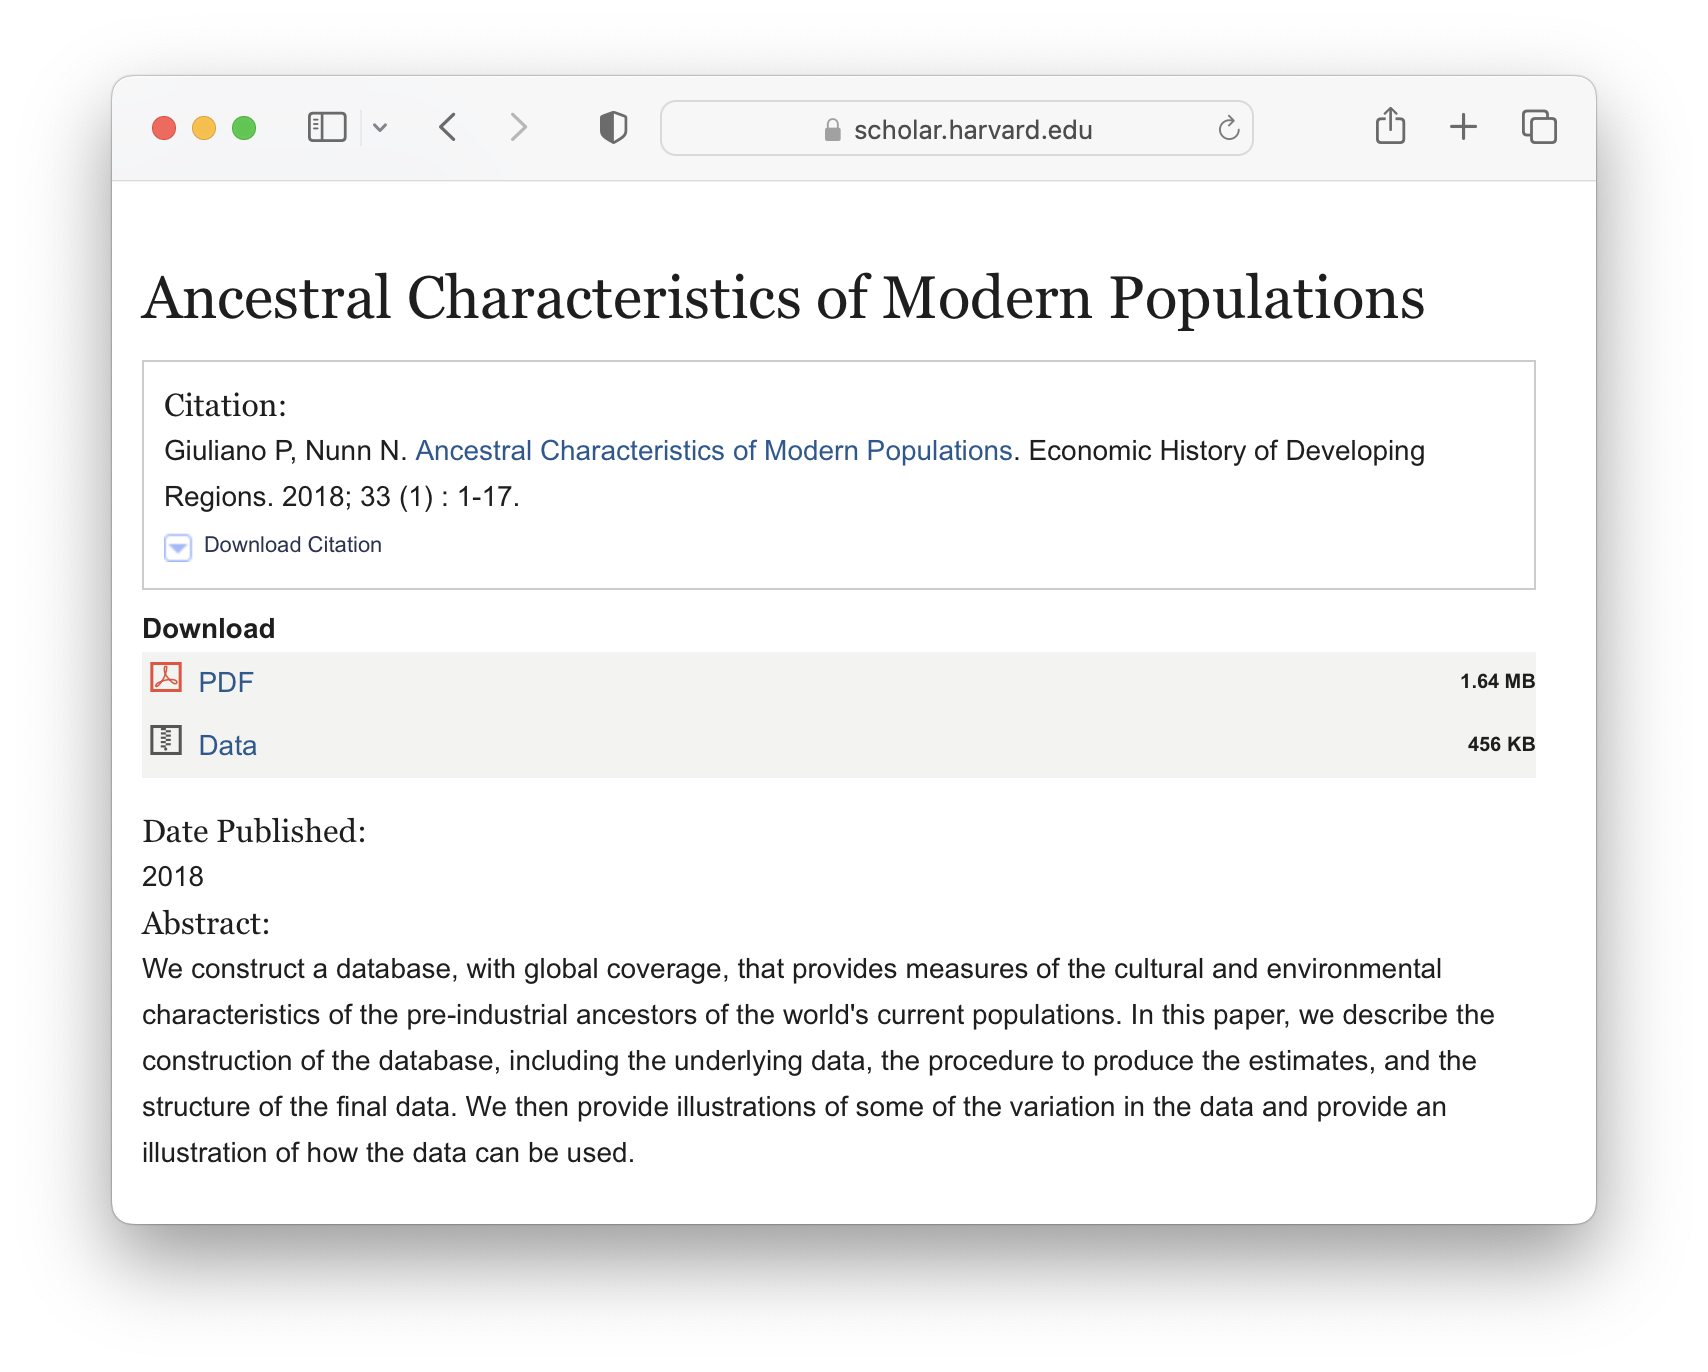 scholar.harvard.edu
Ancestral Characteristics of Modern Populations
Citation:
Giuliano P, Nunn N. Ancestral Characteristics of Modern Populations. Economic History of Developing
Regions. 2018; 33 (1) : 1-17.
Download Citation
Download
PDF 1.64 MB
Data 456 KB
Date Published:
2018
Abstract:
We construct a database, with global coverage, that provides measures of the cultural and environmental
characteristics of the pre-industrial ancestors of the world's current populations. In this paper, we describe the
construction of the database, including the underlying data, the procedure to produce the estimates, and the
structure of the final data. We then provide illustrations of some of the variation in the data and provide an
illustration of how the data can be used.